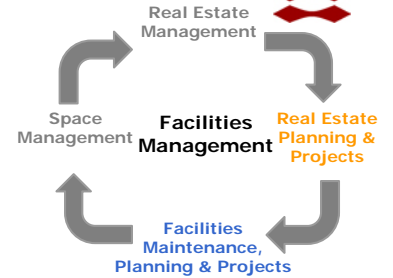 Real Estate
Management
Space
Management
Facilities
Management
Real Estate
Planning &
Projects
Facilities
Maintenance,
Planning & Projects